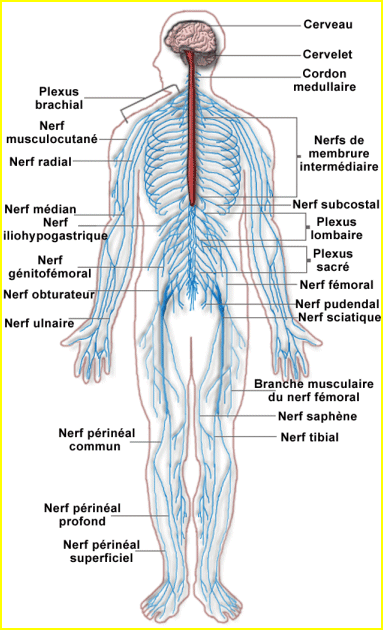 Cerveau
Cervelet
Cordon
medullaire
Plexus
brachial
Nerf
musculocutané
Nerf radial
Nerfs de
membrure
intermédiaire
Nerf médian
Nerf
iliohypogastrique
Nerf subcostal
Plexus
lombaire
Nerf
génitofémoral
Plexus
sacré
Nerf obturateur
Nerf fémoral
Nerf pudendal
Nerf ulnaire
Nerf sciatique
Branche musculaire
du nerf fémoral
Nerf saphène
Nerf périnéal
commun
Nerf tibial
Nerf périnéal
profond
Nerf périnéal
superficiel